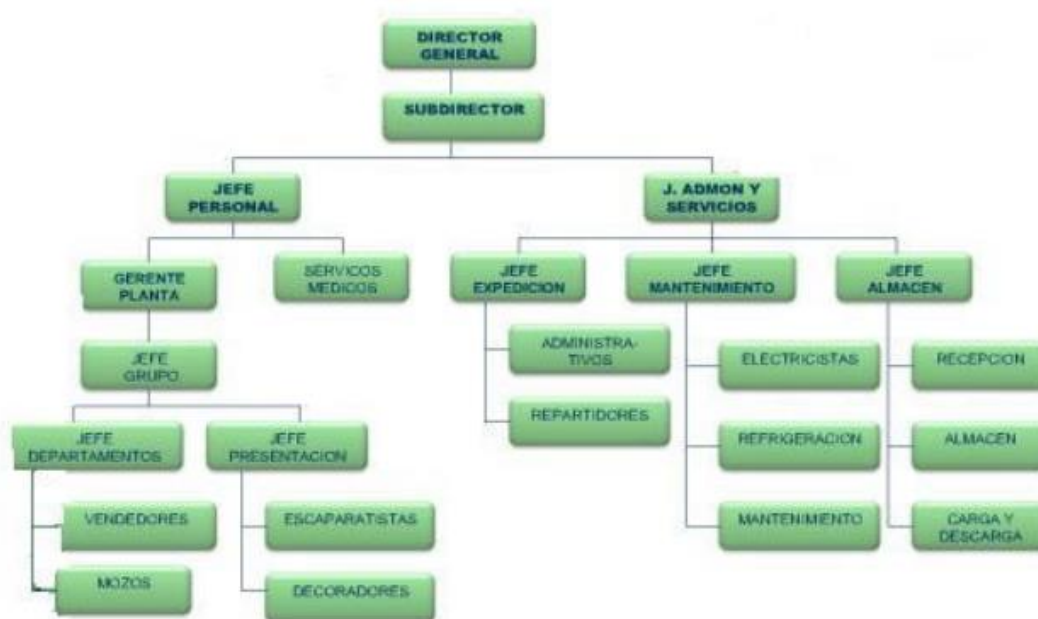 DIRECTOR
GENERAL
SUBDIRECTOR
JEFE
PERSONAL
J. ADMON Y
SERVICIOS
GERENTE
PLANTA
SERVICOS
MEDICOS
JEFE
EXPEDICION
JEFE
MANTENIMIENTO
JEFE
ALMACEN
JEFE
GRUPO
ADMINISTRA-
TIVOS
ELECTRICISTAS
RECEPCION
REPARTIDORES
JEFE
DEPARTAMENTOS
JEFE
PRESENTACION
REFRIGERACION
ALMACEN
VENDEDORES
ESCAPARATISTAS
MANTENIMIENTO
CARGA Y
DESCARGA
MOZOS
DECORADORES